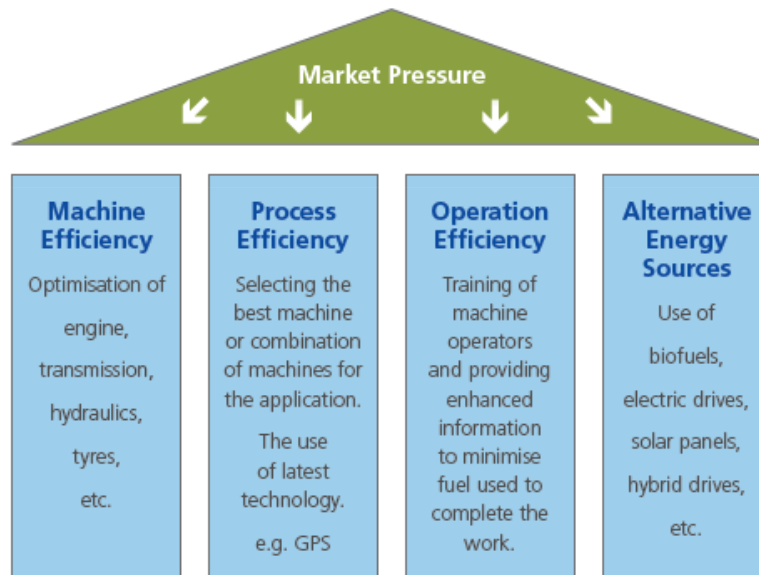 Market Pressure
Machine
Efficiency
Optimisation of
engine,
transmission,
hydraulics,
tyres,
etc.
Process
Efficiency
Selecting the
best machine
or combination
of machines for
the application.
The use
of latest
technology.
e.g. GPS
Operation
Efficiency
Training of
machine
operators
and providing
enhanced
information
to minimise
fuel used to
complete the
work.
Alternative
Energy
Sources
Use of
biofuels,
electric drives,
solar panels,
hybrid drives,
etc.